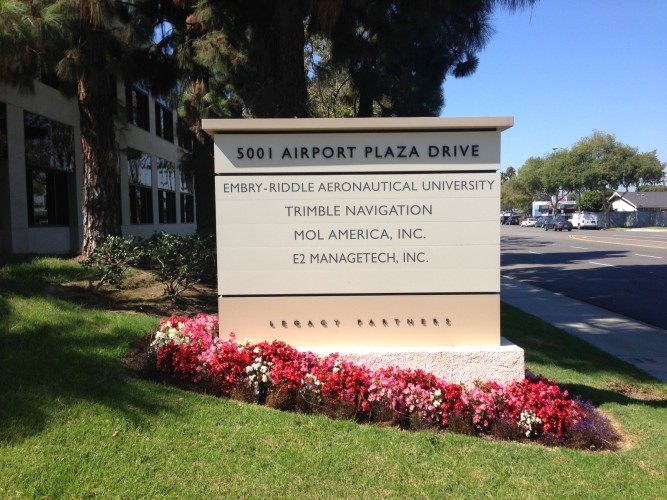 5001 AIRPORT PLAZA DRIVE
EMBRY-RIDDLE AERONAUTICAL UNIVERSITY
TRIMBLE NAVIGATION
MOL AMERICA, INC.
E2 MANAGETECH, INC.
LEGACY PARTNERS